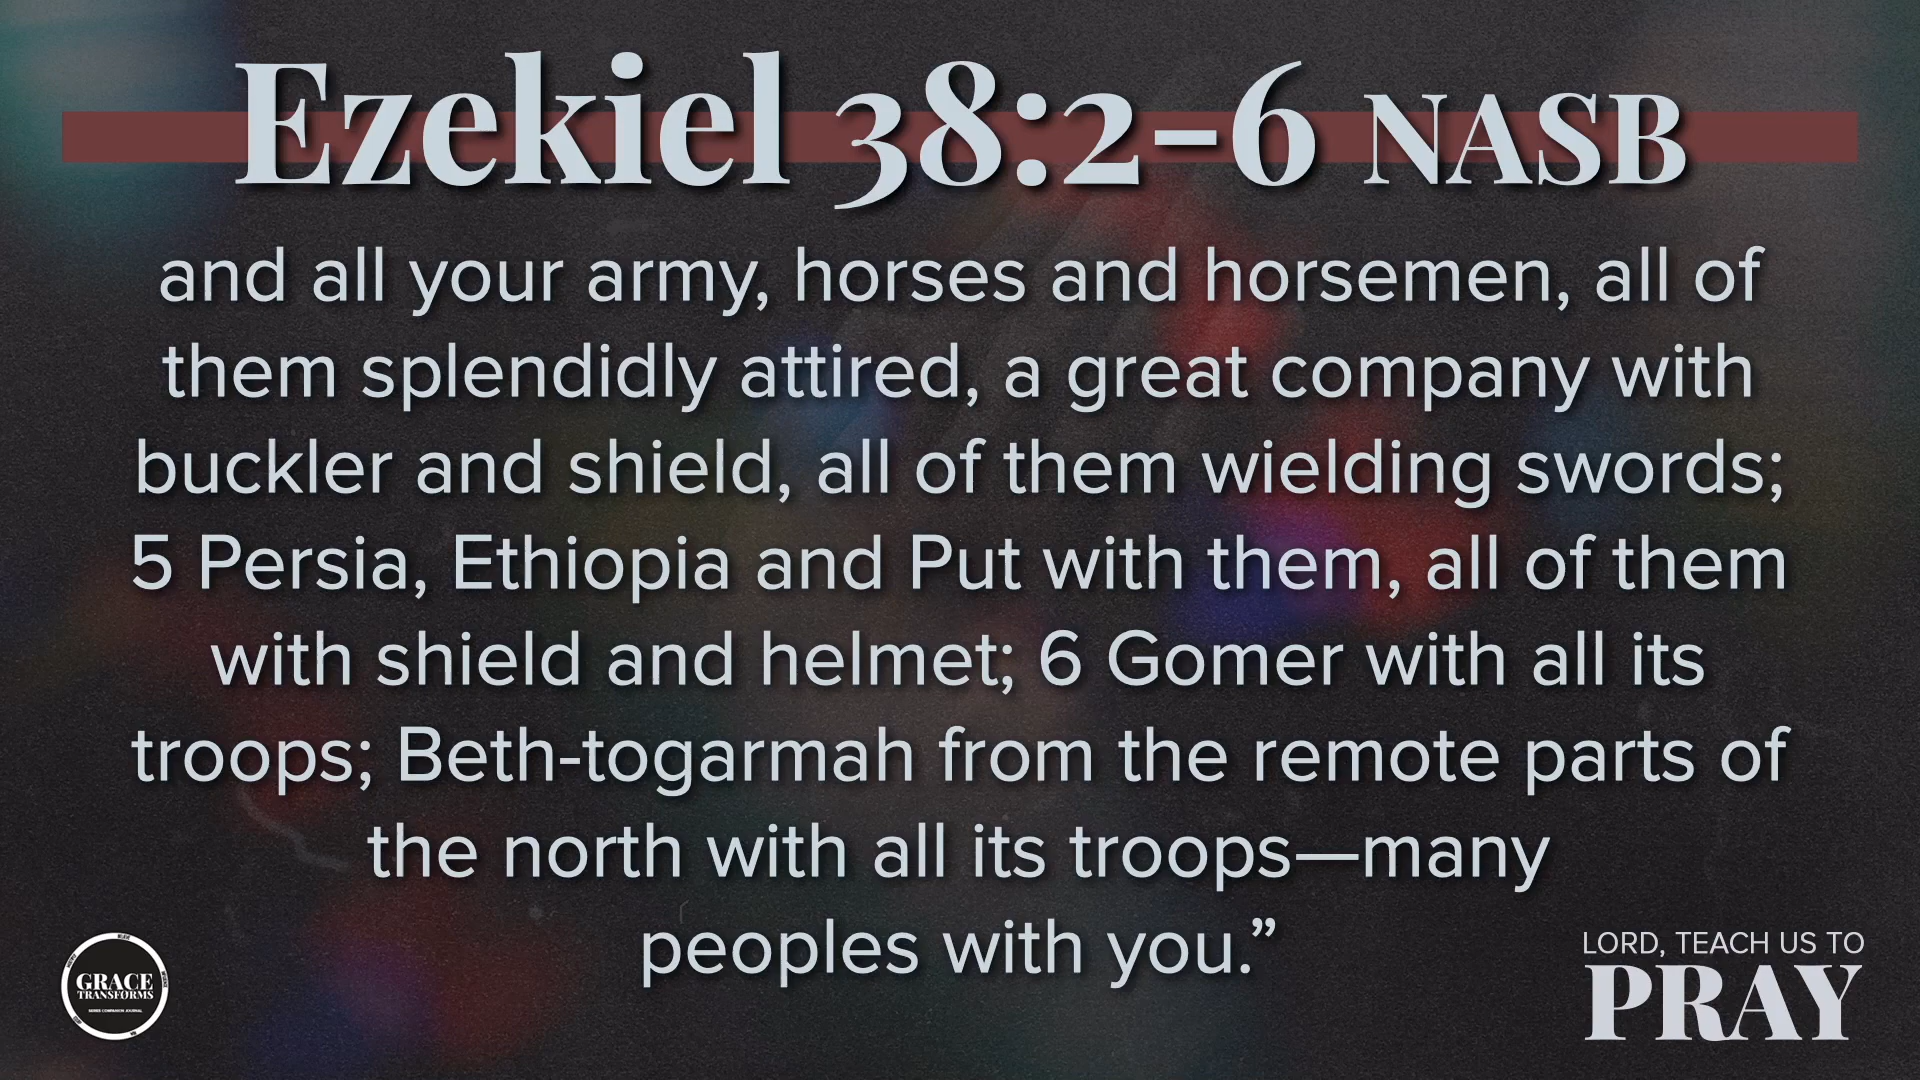 Ezekiel 38:2-6 NASB
and all your army, horses and horsemen, all of
them splendidly attired, a great company with
buckler and shield, all of them wielding swords;
5 Persia, Ethiopia and Put with them, all of them
with shield and helmet; 6 Gomer with all its
troops; Beth-togarmah from the remote parts of
the north with all its troops—many
peoples with you.”
GRACE
TRANSFORMS
SERIES COMPANION JOURNAL
LORD, TEACH US TO
PRAY